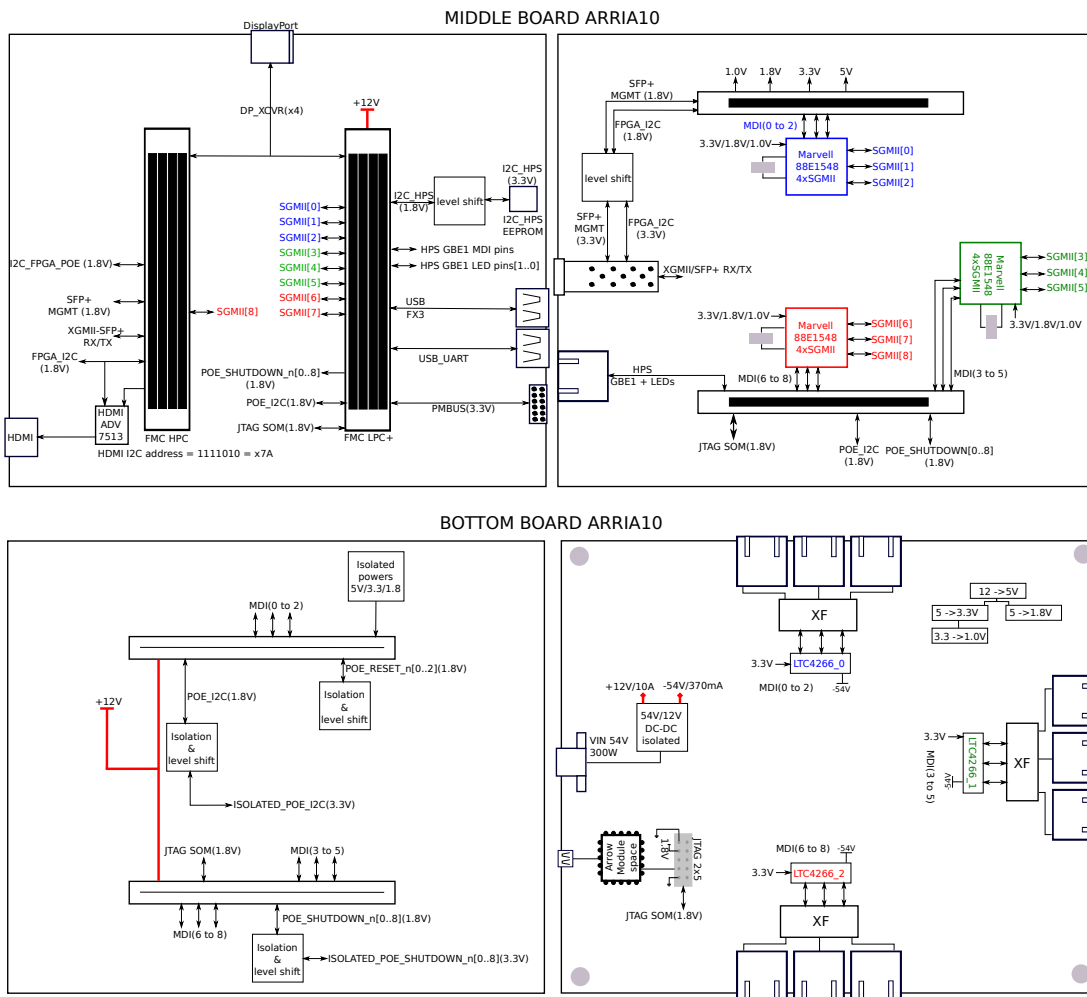 MIDDLE BOARD ARRIA10
DisplayPort
DP_XCVR(x4)
+12V
I2C_HPS
(1.8V)
level shift
I2C_HPS
(3.3V)
I2C_HPS
EEPROM
SGMII[0]
SGMII[1]
SGMII[2]
SGMII[3]
SGMII[4]
SGMII[5]
SGMII[6]
SGMII[7]
HPS GBE1 MDI pins
HPS GBE1 LED pins[1..0]
I2C_FPGA_POE (1.8V)
SFP+
MGMT (1.8V)
XGMII-SFP+
RX/TX
FPGA_I2C
(1.8V)
SGMII[8]
USB
FX3
USB_UART
POE_SHUTDOWN_n[0..8]
(1.8V)
POE_I2C(1.8V)
PMBUS(3.3V)
JTAG SOM(1.8V)
HDMI
HDMI
ADV
7513
FMC HPC
FMC LPC+
HDMI I2C address = 1111010 = x7A
1.0V
1.8V
3.3V
5V
SFP+
MGMT (1.8V)
FPGA_I2C
(1.8V)
MDI(0 to 2)
3.3V/1.8V/1.0V
Marvell
88E1548
4xSGMII
SGMII[0]
SGMII[1]
SGMII[2]
level shift
SFP+
MGMT
(3.3V)
FPGA_I2C
(3.3V)
XGMII/SFP+ RX/TX
Marvell
88E1548
4xSGMII
SGMII[3]
SGMII[4]
SGMII[5]
3.3V/1.8V/1.0V
3.3V/1.8V/1.0V
Marvell
88E1548
4xSGMII
SGMII[6]
SGMII[7]
SGMII[8]
HPS
GBE1 + LEDs
MDI(6 to 8)
MDI(3 to 5)
JTAG SOM(1.8V)
POE_I2C
(1.8V)
POE_SHUTDOWN[0..8]
(1.8V)
BOTTOM BOARD ARRIA10
Isolated
powers
5V/3.3/1.8
MDI(0 to 2)
POE_RESET_n[0..2](1.8V)
POE_I2C(1.8V)
Isolation
&
level shift
+12V
Isolation
&
level shift
ISOLATED_POE_I2C(3.3V)
JTAG SOM(1.8V)
MDI(3 to 5)
MDI(6 to 8)
POE_SHUTDOWN_n[0..8](1.8V)
Isolation
&
level shift
ISOLATED_POE_SHUTDOWN_n[0..8](3.3V)
XF
3.3V
LTC4266_0
MDI(0 to 2)
-54V
12 ->5V
5 ->3.3V
5 ->1.8V
3.3 ->1.0V
+12V/10A
-54V/370mA
54V/12V
DC-DC
isolated
VIN 54V
300W
3.3V
LTC4266_1
-54V
MDI(3 to 5)
XF
Arrow
Module
space
1.8V
JTAG 2x5
JTAG SOM(1.8V)
MDI(6 to 8)
-54V
3.3V
LTC4266_2
XF